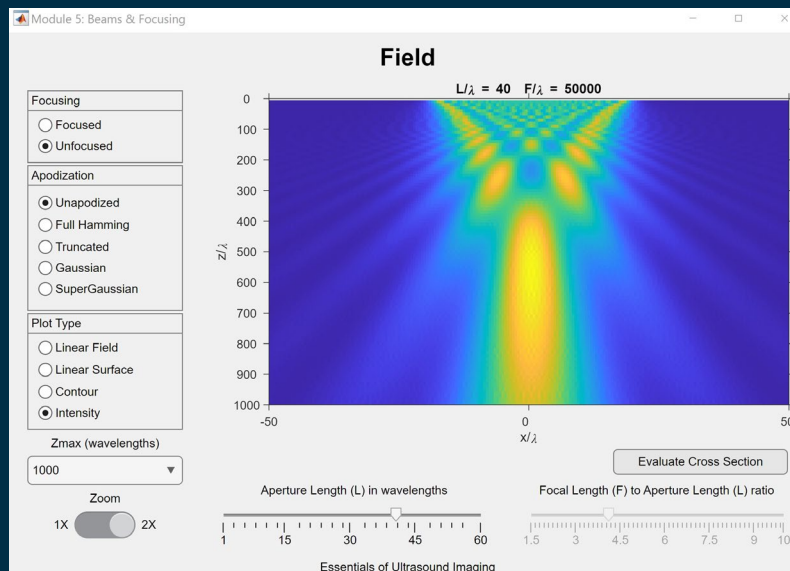 Module 5: Beams & Focusing
Field
L/λ = 40 F/λ = 50000
Focusing
Focused
Unfocused
Apodization
Unapodized
Full Hamming
Truncated
Gaussian
SuperGaussian
Plot Type
Linear Field
Linear Surface
Contour
Intensity
Zmax (wavelengths)
1000
Zoom
1X 2X
0
100
200
300
400
500
600
700
800
900
1000
z/λ
-50 0 50
x/λ
Evaluate Cross Section
Aperture Length (L) in wavelengths
1 15 30 45 60
Focal Length (F) to Aperture Length (L) ratio
1.5 3 4.5 6 7.5 9 10
Essentials of Ultrasound Imaging